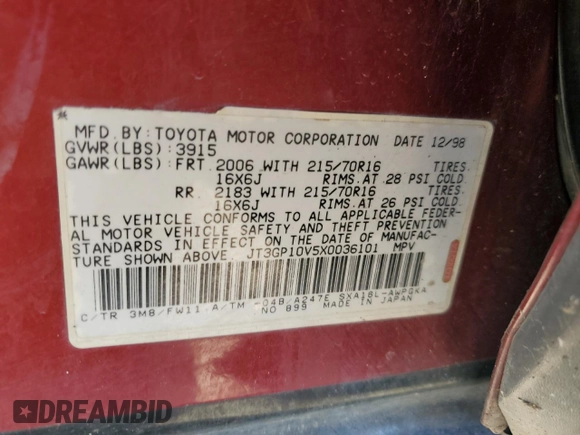 *
MFD. BY: TOYOTA MOTOR CORPORATION DATE 12/98
GVWR(LBS): 3915
GAWR(LBS): FRT. 2006 WITH 215/70R16 TIRES.
16X6J RIMS. AT 28 PSI COLD
RR. 2183 WITH 215/70R16 TIRES.
16X6J RIMS. AT 26 PSI COLD
THIS VEHICLE CONFORMS TO ALL APPLICABLE FEDER-
AL MOTOR VEHICLE SAFETY AND THEFT PREVENTION
STANDARDS IN EFFECT ON THE DATE OF MANUFAC-
TURE SHOWN ABOVE. JT3GP10V5X0036101 MPV
C/TR 3M8/FW11 A/TM -04B/A247E SXA16L-AWPGKA
NO 899 MADE IN JAPAN
DREAMBID